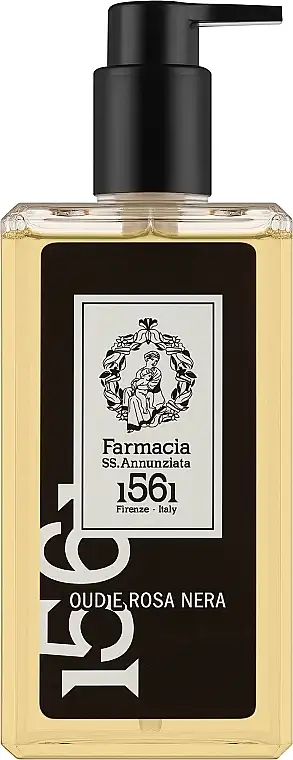 Farmacia
SS.Annunziata
1561
Firenze - Italy
1561
OUD E ROSA NERA